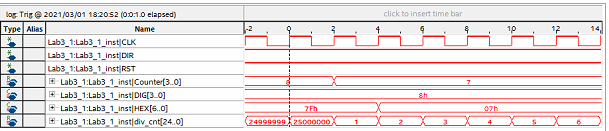 log: Trig @ 2021/03/01 18:20:52 (0:0:1.0 elapsed) click to insert time bar
Type Alias Name -2 0 2 4 6 8 10 12 14
Lab3_1:Lab3_1_inst|CLK
Lab3_1:Lab3_1_inst|DIR
Lab3_1:Lab3_1_inst|RST
Lab3_1:Lab3_1_inst|Counter[3..0] 8 7
Lab3_1:Lab3_1_inst|DIG[3..0] 8h
Lab3_1:Lab3_1_inst|HEX[6..0] 7Fh 07h
Lab3_1:Lab3_1_inst|div_cnt[24..0] 24999999 25000000 1 2 3 4 5 6